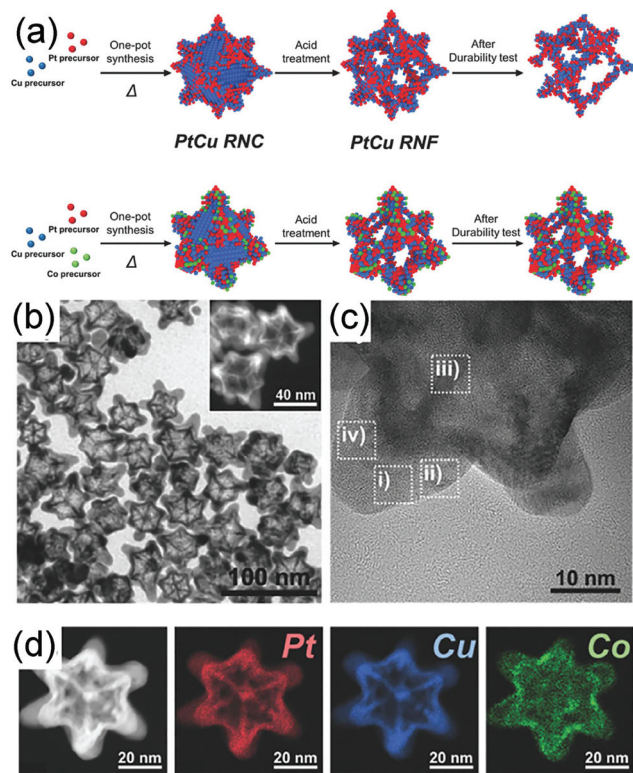 (a)
Pt precursor
Cu precursor
One-pot
synthesis
Δ
Acid
treatment
After
Durability test
PtCu RNC
PtCu RNF
Pt precursor
Cu precursor
Co precursor
One-pot
synthesis
Δ
Acid
treatment
After
Durability test
(b)
40 nm
100 nm
(c)
iii)
iv)
i)
ii)
10 nm
(d)
Pt
Cu
Co
20 nm
20 nm
20 nm
20 nm